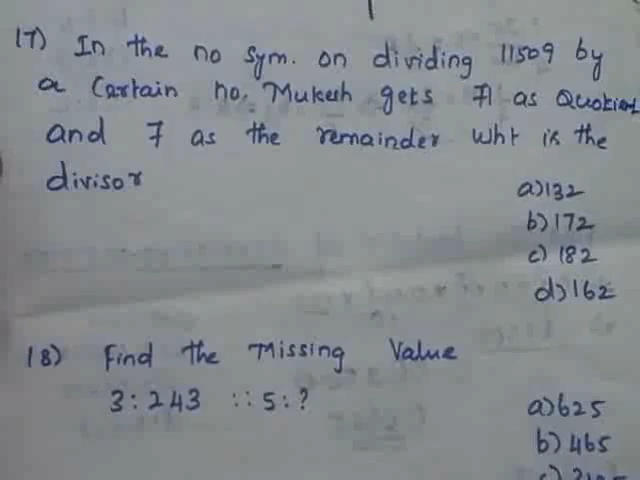 17) In the no sym. on dividing 11509 by
a Certain no. Mukesh gets 71 as Quotient
and 7 as the remainder wht is the
divisor
a) 132
b) 172
c) 182
d) 162
18) Find the Missing Value
3 : 243 :: 5 : ?
a) 625
b) 465